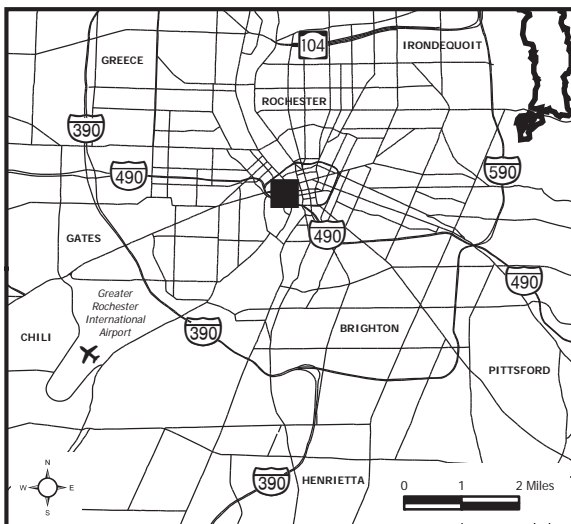 104
IRONDEQUOIT
GREECE
ROCHESTER
390
490
590
GATES
490
490
Greater
Rochester
International
Airport
390
BRIGHTON
CHILI
PITTSFORD
N
W E
S
390
HENRIETTA
0 1 2 Miles